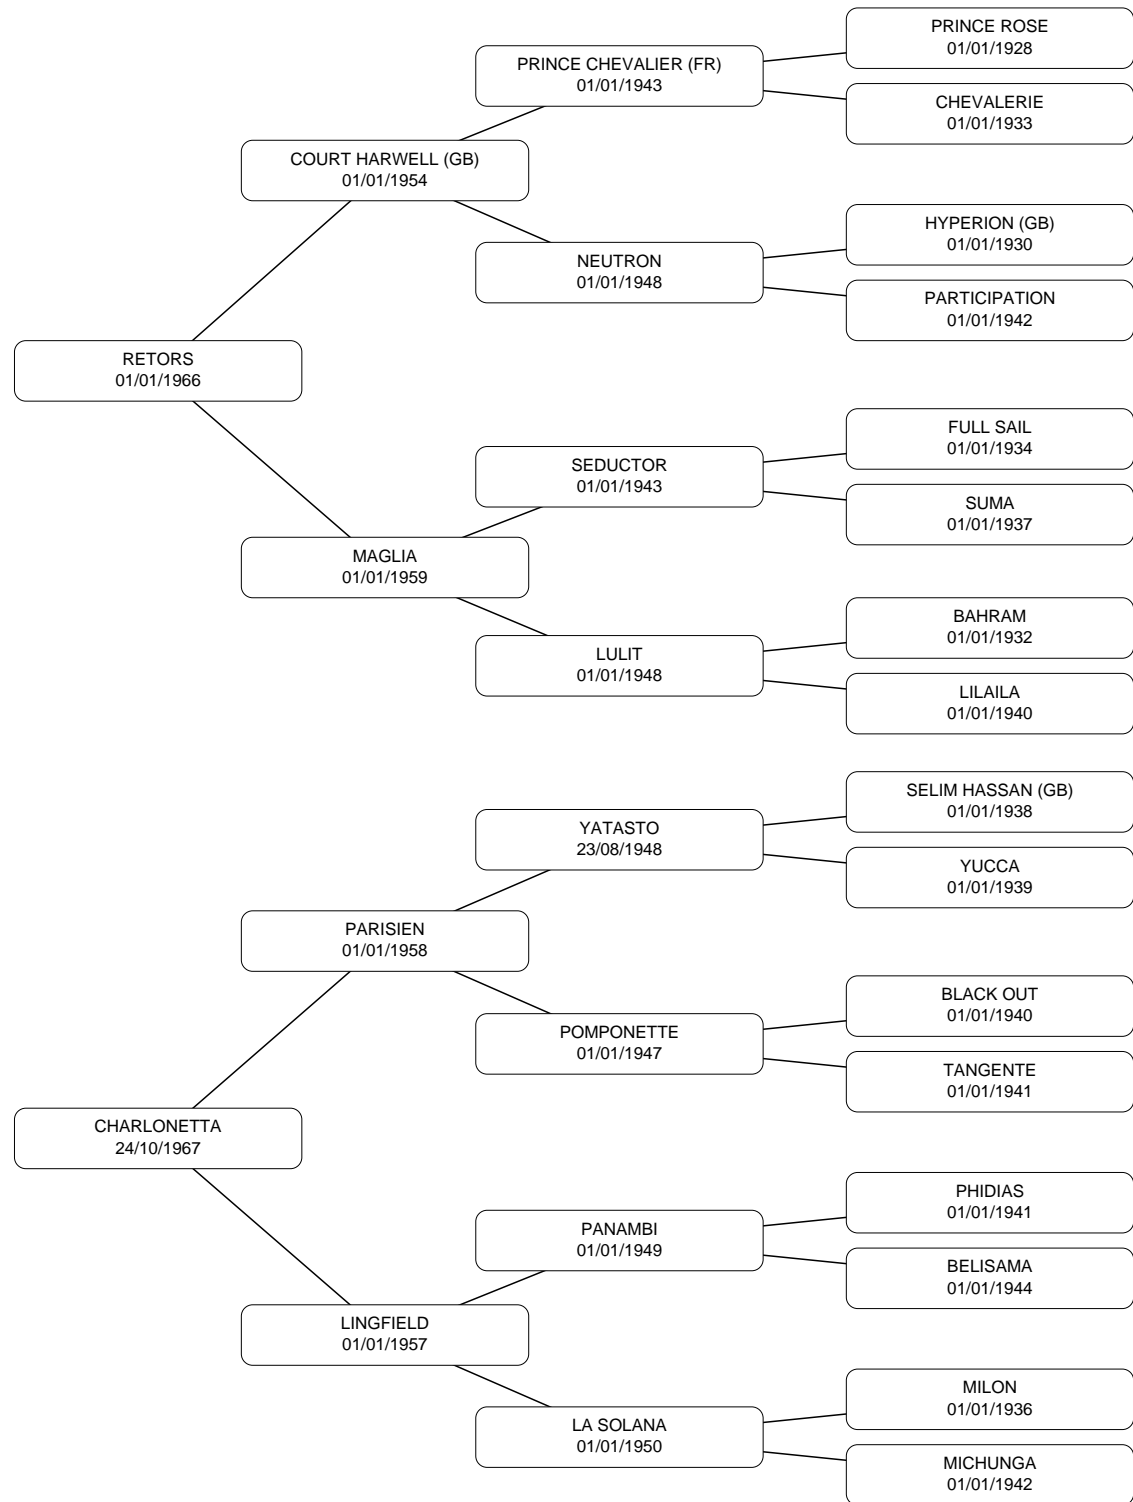 PRINCE ROSE
01/01/1928
PRINCE CHEVALIER (FR)
01/01/1943
CHEVALERIE
01/01/1933
COURT HARWELL (GB)
01/01/1954
HYPERION (GB)
01/01/1930
NEUTRON
01/01/1948
PARTICIPATION
01/01/1942
RETORS
01/01/1966
FULL SAIL
01/01/1934
SEDUCTOR
01/01/1943
SUMA
01/01/1937
MAGLIA
01/01/1959
BAHRAM
01/01/1932
LULIT
01/01/1948
LILAILA
01/01/1940
SELIM HASSAN (GB)
01/01/1938
YATASTO
23/08/1948
YUCCA
01/01/1939
PARISIEN
01/01/1958
BLACK OUT
01/01/1940
POMPONETTE
01/01/1947
TANGENTE
01/01/1941
CHARLONETTA
24/10/1967
PHIDIAS
01/01/1941
PANAMBI
01/01/1949
BELISAMA
01/01/1944
LINGFIELD
01/01/1957
MILON
01/01/1936
LA SOLANA
01/01/1950
MICHUNGA
01/01/1942